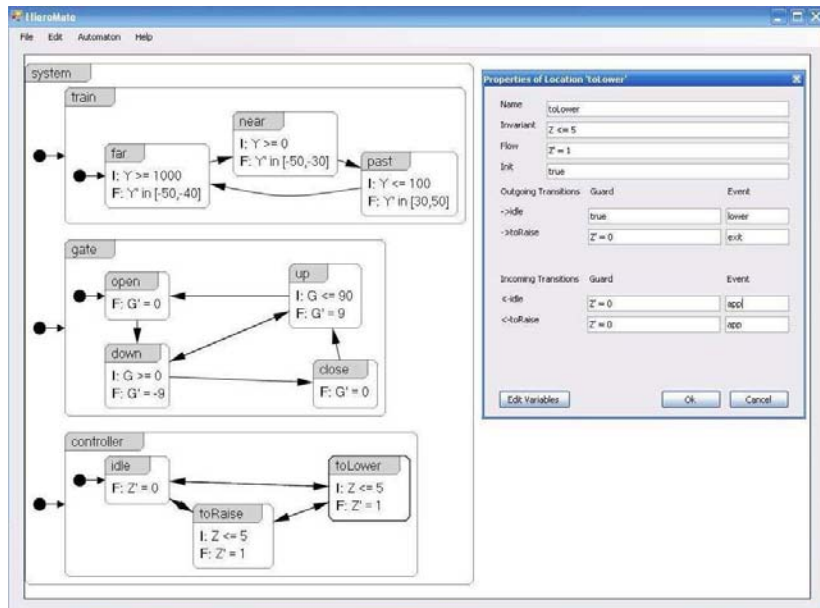 HieroMate
File Edit Automaton Help
system
train
far
I: Y >= 1000
F: Y' in [-50,-40]
near
I: Y >= 0
F: Y' in [-50,-30]
past
I: Y <= 100
F: Y' in [30,50]
gate
open
F: G' = 0
up
I: G <= 90
F: G' = 9
down
I: G >= 0
F: G' = -9
close
F: G' = 0
controller
idle
F: Z' = 0
toLower
I: Z <= 5
F: Z' = 1
toRaise
I: Z <= 5
F: Z' = 1
Properties of Location 'toLower'
Name toLower
Invariant Z <= 5
Flow Z' = 1
Init true
Outgoing Transitions Guard Event
->idle true lower
->toRaise Z' = 0 exit
Incoming Transitions Guard Event
<-idle Z' = 0 app
<-toRaise Z' = 0 app
Edit Variables Ok Cancel